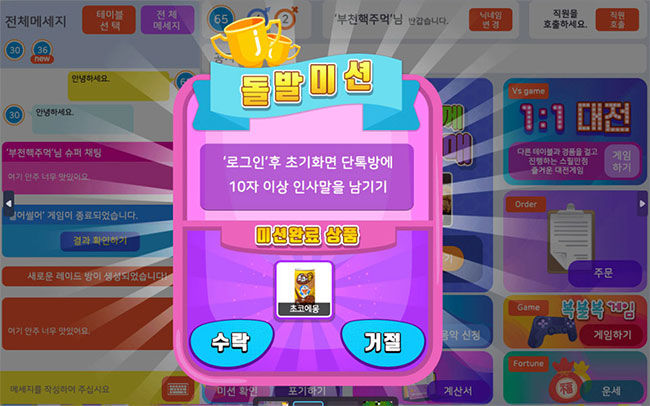 전체메세지
테이블
선 택
전 체
메세지
65
2
'부천핵주먹'님 반갑습니다.
닉네임
변 경
직원을
호출하세요.
직원
호출
30
36
new
안녕하세요.
30
안녕하세요.
'부천핵주먹'님 슈퍼 채팅
여기 안주 너무 맛있어요.
게임이 종료되었습니다.
결과 확인하기
새로운 레이드 방이 생성되었습니다!
여기 안주 너무 맛있어요.
메세지를 작성하여 주십시요
돌발미션
'로그인'후 초기화면 단톡방에
10자 이상 인사말을 남기기
미션완료 상품
초코에몽
수락
거절
Vs game
1:1 대전
다른 테이블과 경품을 걸고
진행하는 스릴만점
즐거운 대전게임
게임
하기
Order
주문
음악 신청
Game
복불복 게임
게임하기
미션 확인
포기하기
계산서
Fortune
福
운세